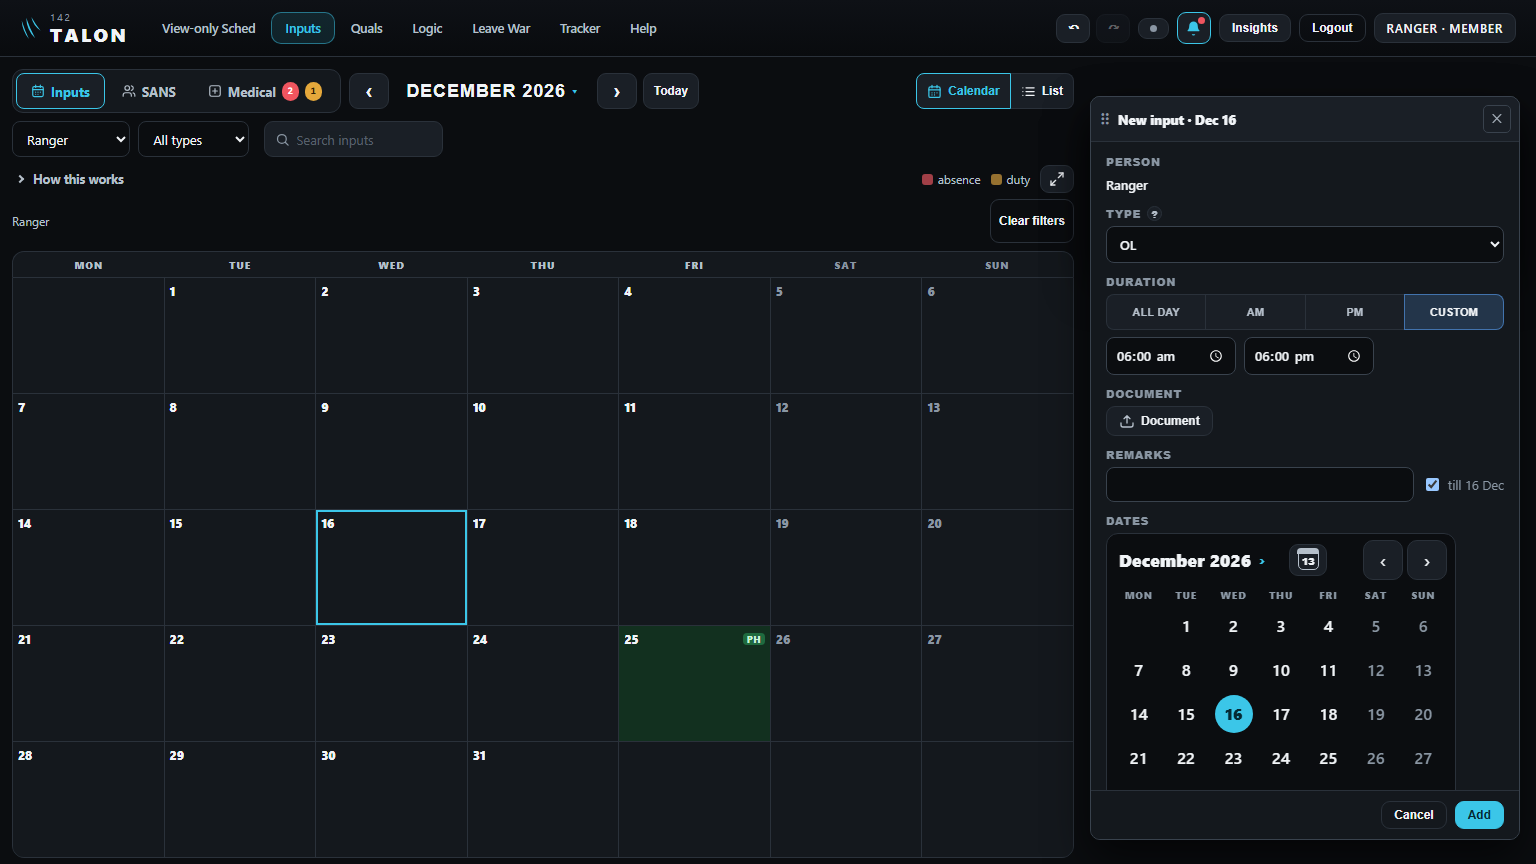 142
TALON
View-only Sched
Inputs
Quals
Logic
Leave War
Tracker
Help
Insights
Logout
RANGER · MEMBER
Inputs
SANS
Medical 2 1
‹
DECEMBER 2026
›
Today
Calendar
List
Ranger
All types
Search inputs
How this works
absence
duty
Ranger
Clear filters
MON TUE WED THU FRI SAT SUN
1 2 3 4 5 6
7 8 9 10 11 12 13
14 15 16 17 18 19 20
21 22 23 24 25 PH 26 27
28 29 30 31
New input · Dec 16
PERSON
Ranger
TYPE ?
OL
DURATION
ALL DAY AM PM CUSTOM
06:00 am 06:00 pm
DOCUMENT
Document
REMARKS
till 16 Dec
DATES
December 2026 › 13 ‹ ›
MON TUE WED THU FRI SAT SUN
1 2 3 4 5 6
7 8 9 10 11 12 13
14 15 16 17 18 19 20
21 22 23 24 25 26 27
Cancel Add